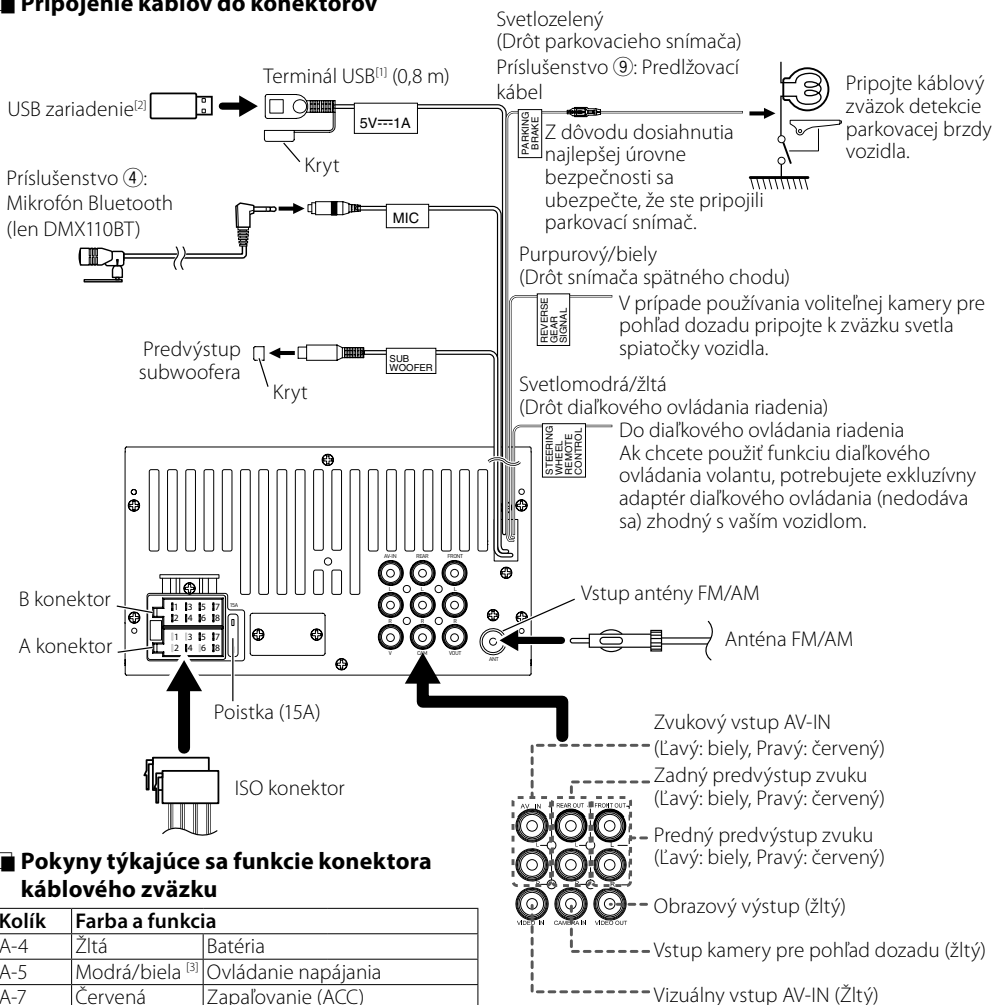 Pripojenie káblov do konektorov
Svetlozelený
(Drôt parkovacieho snímača)
Príslušenstvo ⑨: Predlžovací
kábel
PARKING
BRAKE
Z dôvodu dosiahnutia
najlepšej úrovne
bezpečnosti sa
ubezpečte, že ste pripojili
parkovací snímač.
Pripojte káblový
zväzok detekcie
parkovacej brzdy
vozidla.
Terminál USB[1] (0,8 m)
USB zariadenie[2]
5V⎓1A
Kryt
Príslušenstvo ④:
Mikrofón Bluetooth
(len DMX110BT)
MIC
Purpurový/biely
(Drôt snímača spätného chodu)
REVERSE
GEAR
SIGNAL
V prípade používania voliteľnej kamery pre
pohľad dozadu pripojte k zväzku svetla
spiatočky vozidla.
Predvýstup
subwoofera
Kryt
SUB
WOOFER
Svetlomodrá/žltá
(Drôt diaľkového ovládania riadenia)
STEERING
WHEEL
REMOTE
CONTROL
Do diaľkového ovládania riadenia
Ak chcete použiť funkciu diaľkového
ovládania volantu, potrebujete exkluzívny
adaptér diaľkového ovládania (nedodáva
sa) zhodný s vaším vozidlom.
AV-IN REAR FRONT
L L L
R R R
V CAM VOUT
ANT
15A
B konektor
1 3 5 7
2 4 6 8
A konektor
1 3 5 7
2 4 6 8
Vstup antény FM/AM
Anténa FM/AM
Poistka (15A)
ISO konektor
Zvukový vstup AV-IN
(Ľavý: biely, Pravý: červený)
Zadný predvýstup zvuku
(Ľavý: biely, Pravý: červený)
Predný predvýstup zvuku
(Ľavý: biely, Pravý: červený)
Obrazový výstup (žltý)
Vstup kamery pre pohľad dozadu (žltý)
Vizuálny vstup AV-IN (Žltý)
AV IN REAR OUT FRONT OUT
L L L
R R R
VIDEO IN CAMERA IN VIDEO OUT
Pokyny týkajúce sa funkcie konektora
káblového zväzku
Kolík Farba a funkcia
A-4 Žltá Batéria
A-5 Modrá/biela [3] Ovládanie napájania
A-7 Červená Zapaľovanie (ACC)